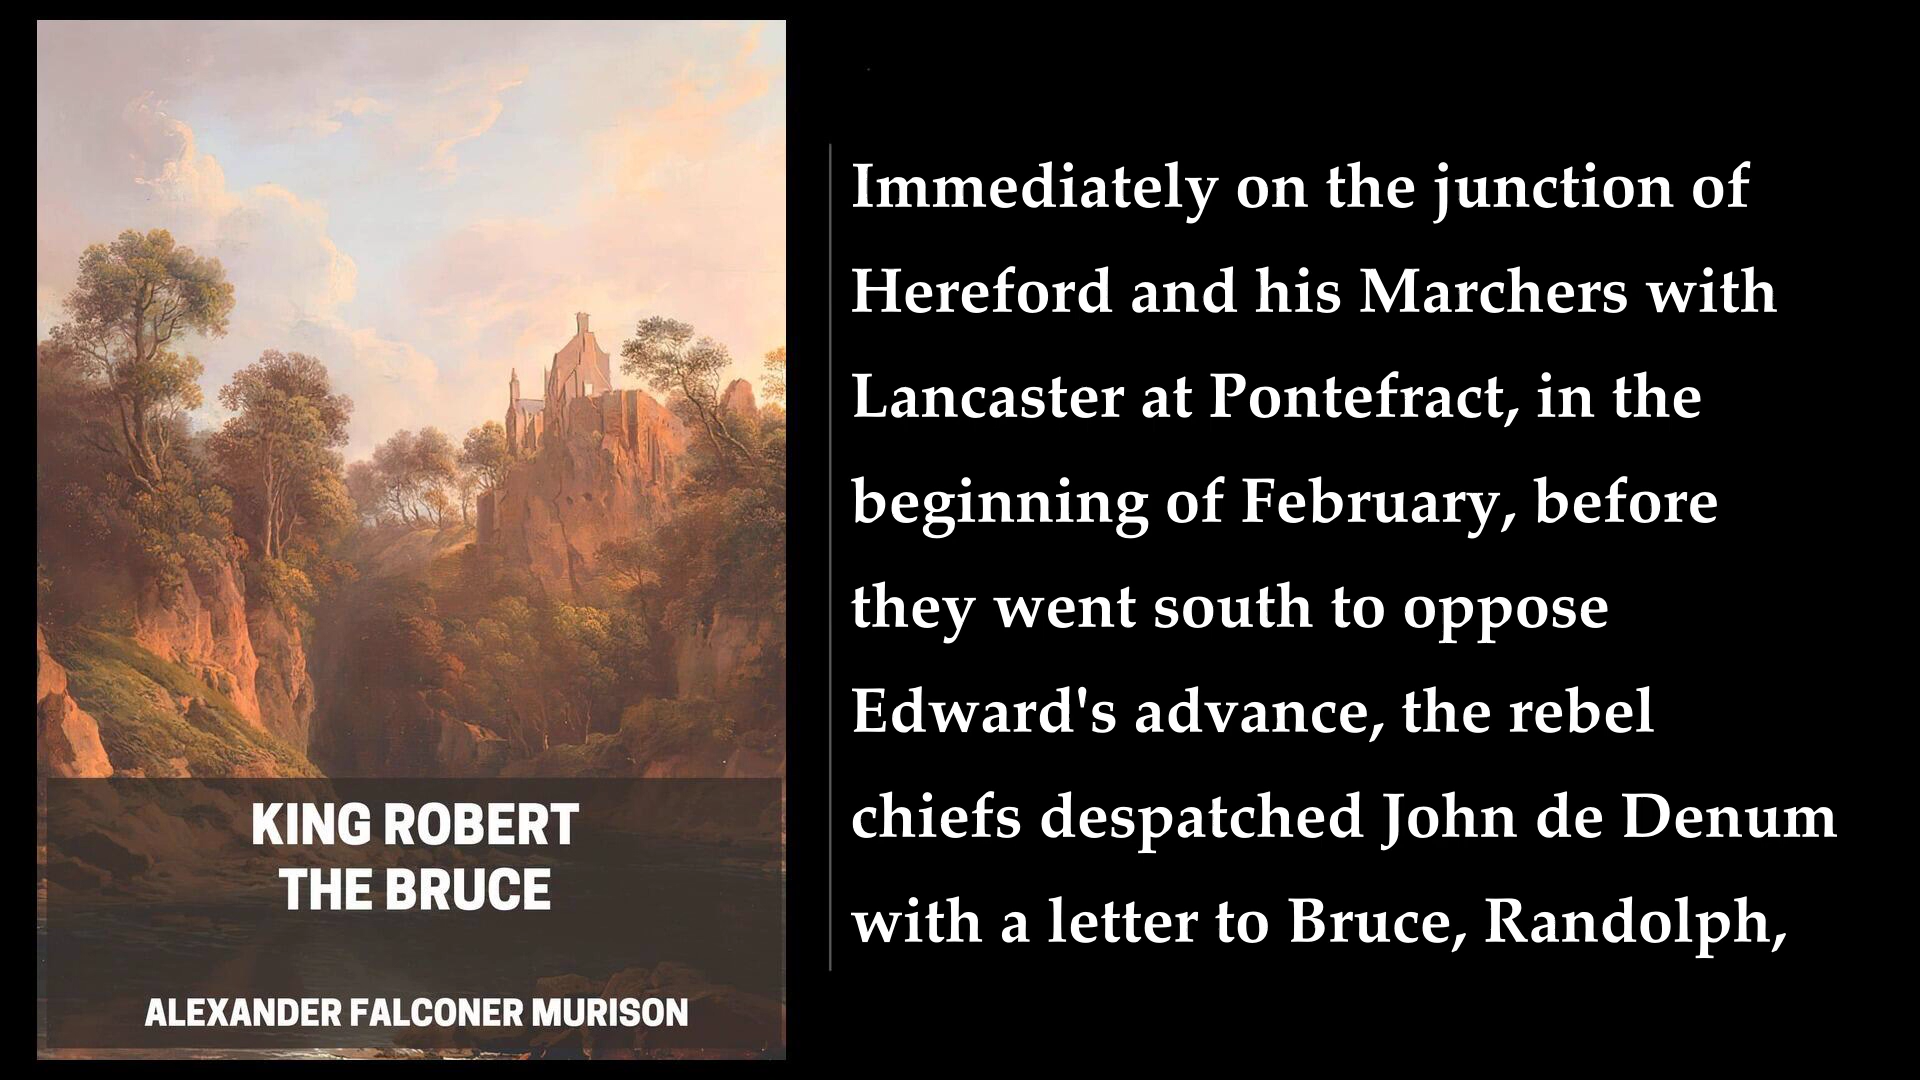 KING ROBERT
THE BRUCE
ALEXANDER FALCONER MURISON
Immediately on the junction of
Hereford and his Marchers with
Lancaster at Pontefract, in the
beginning of February, before
they went south to oppose
Edward's advance, the rebel
chiefs despatched John de Denum
with a letter to Bruce, Randolph,